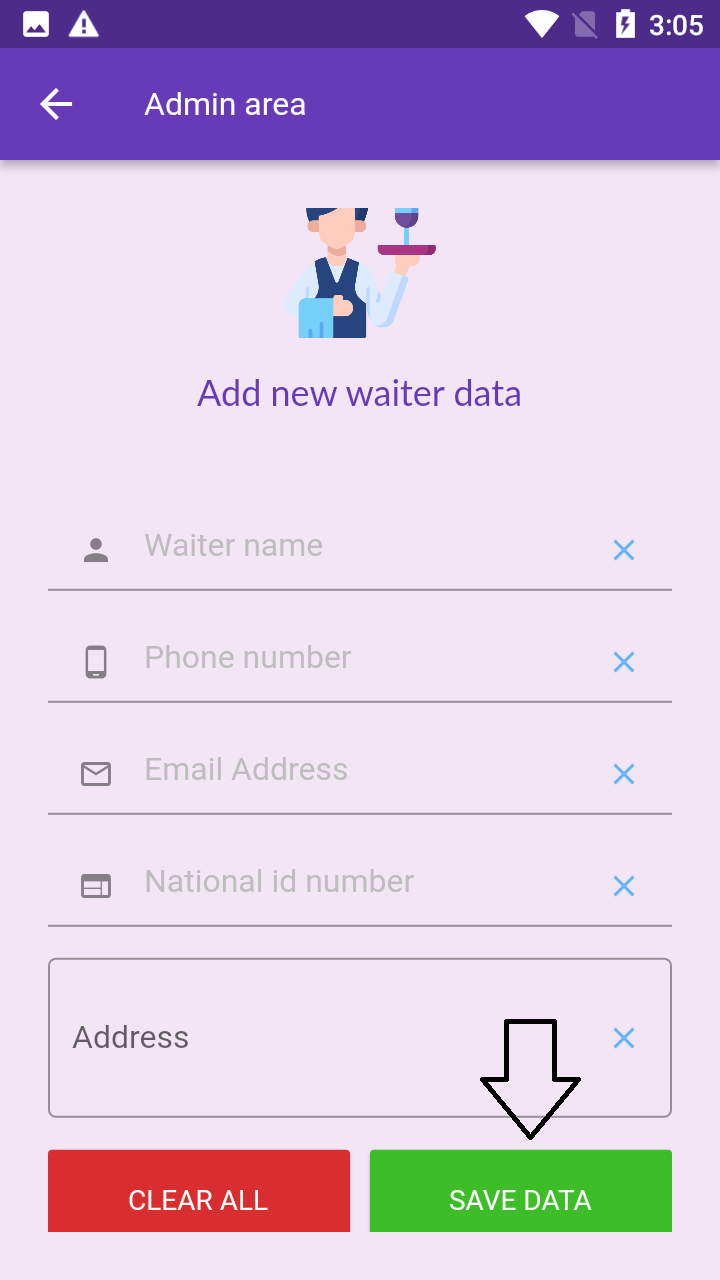 3:05
Admin area
Add new waiter data
Waiter name
Phone number
Email Address
National id number
Address
CLEAR ALL
SAVE DATA